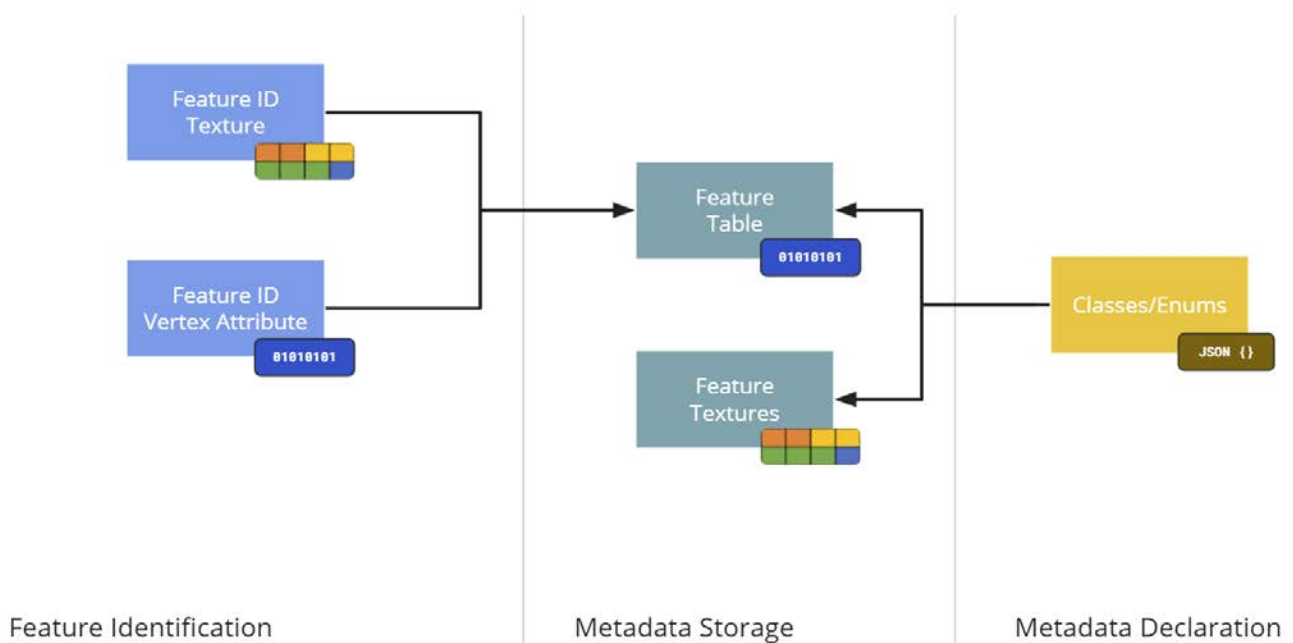 Feature ID
Texture
Feature ID
Vertex Attribute
01010101
Feature Identification
Feature
Table
01010101
Feature
Textures
Metadata Storage
Classes/Enums
JSON {}
Metadata Declaration